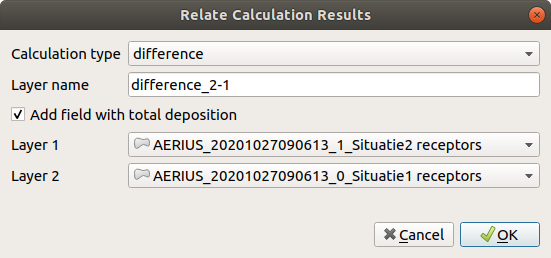 Relate Calculation Results
Calculation type difference
Layer name difference_2-1
Add field with total deposition
Layer 1 AERIUS_20201027090613_1_Situatie2 receptors
Layer 2 AERIUS_20201027090613_0_Situatie1 receptors
Cancel OK